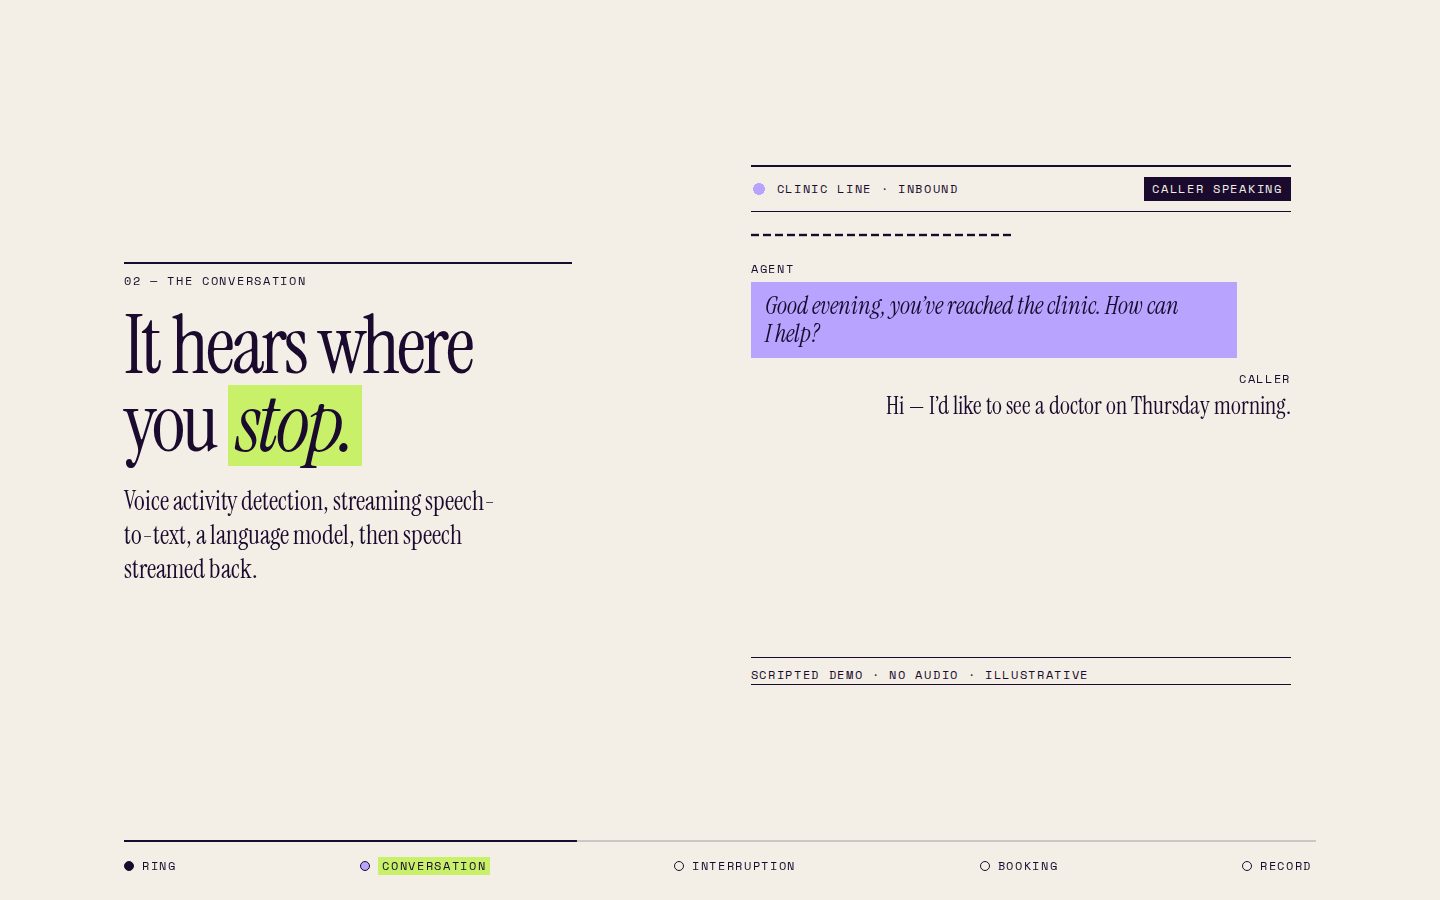 02 — THE CONVERSATION
It hears where
you stop.
Voice activity detection, streaming speech-
to-text, a language model, then speech
streamed back.
CLINIC LINE · INBOUND
CALLER SPEAKING
AGENT
Good evening, you’ve reached the clinic. How can
I help?
CALLER
Hi — I’d like to see a doctor on Thursday morning.
SCRIPTED DEMO · NO AUDIO · ILLUSTRATIVE
RING
CONVERSATION
INTERRUPTION
BOOKING
RECORD